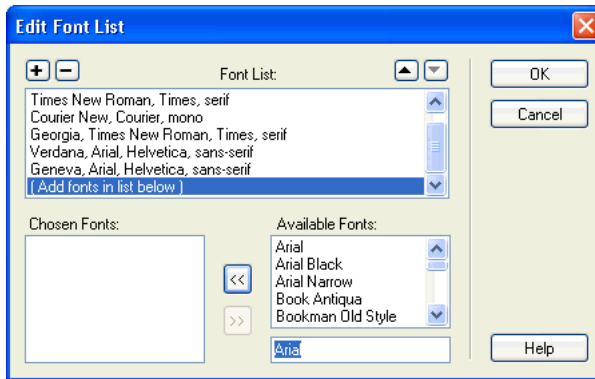 Edit Font List
Font List:
OK
Times New Roman, Times, serif
Courier New, Courier, mono
Georgia, Times New Roman, Times, serif
Verdana, Arial, Helvetica, sans-serif
Geneva, Arial, Helvetica, sans-serif
( Add fonts in list below )
Cancel
Chosen Fonts:
Available Fonts:
Arial
Arial Black
Arial Narrow
Book Antiqua
Bookman Old Style
<<
>>
Arial
Help